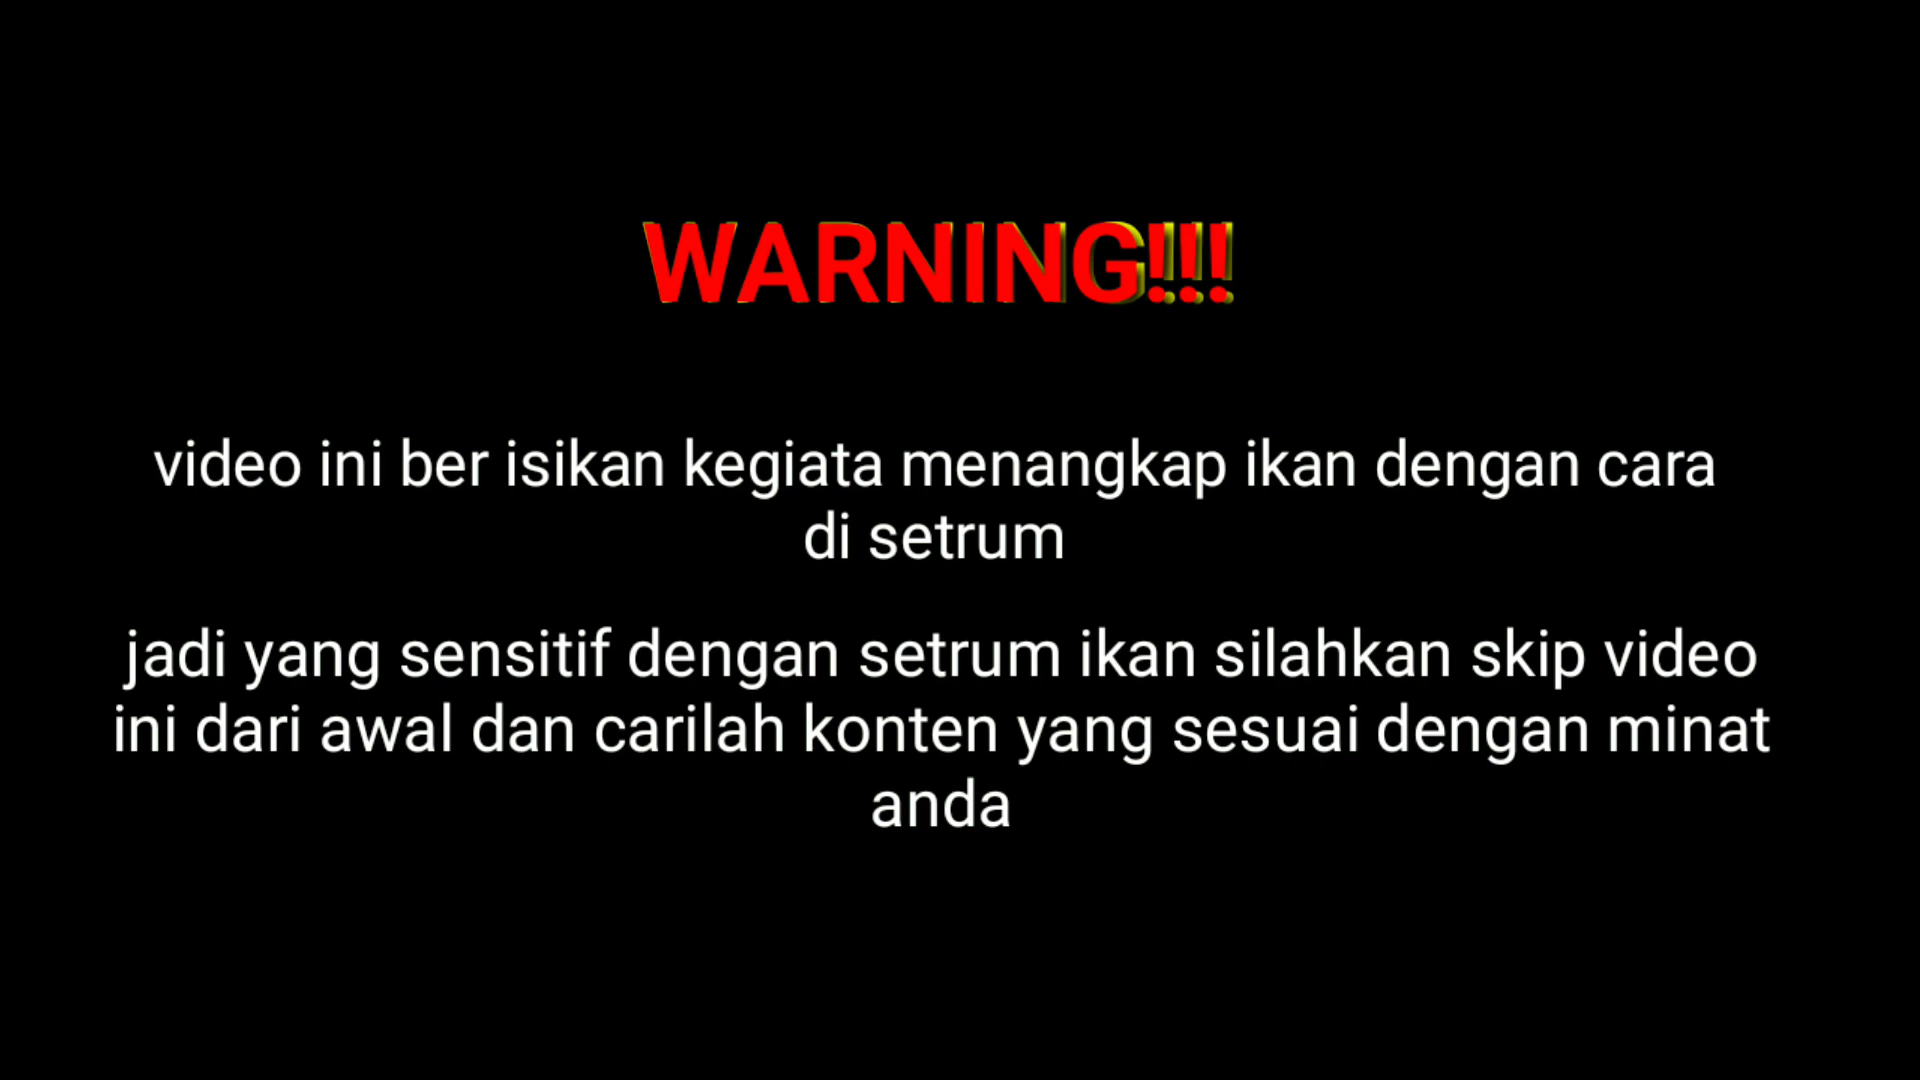 WARNING!!!
video ini ber isikan kegiata menangkap ikan dengan cara
di setrum
jadi yang sensitif dengan setrum ikan silahkan skip video
ini dari awal dan carilah konten yang sesuai dengan minat
anda